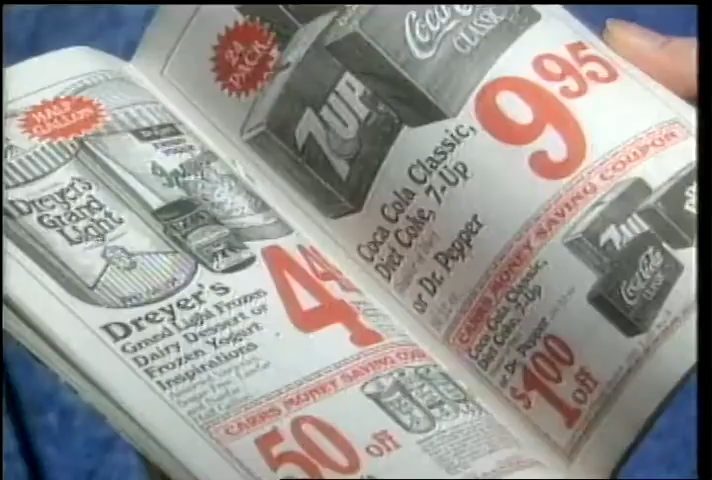 HALF
GALLON
Dreyer's
Grand
Light
Dreyer's
Grand Light Frozen
Dairy Dessert or
Frozen Yogurt
Inspirations
4
CARRS MONEY SAVING
50 off
24
PACK
7UP
Coca-Cola
CLASSIC
9.95
Coca Cola Classic,
Diet Coke, 7-Up
or Dr. Pepper
CARRS MONEY SAVING COUPON
Coca Cola Classic,
Diet Coke, 7-Up
or Dr. Pepper
$1.00
off
7UP
Coca-Cola
CLASSIC